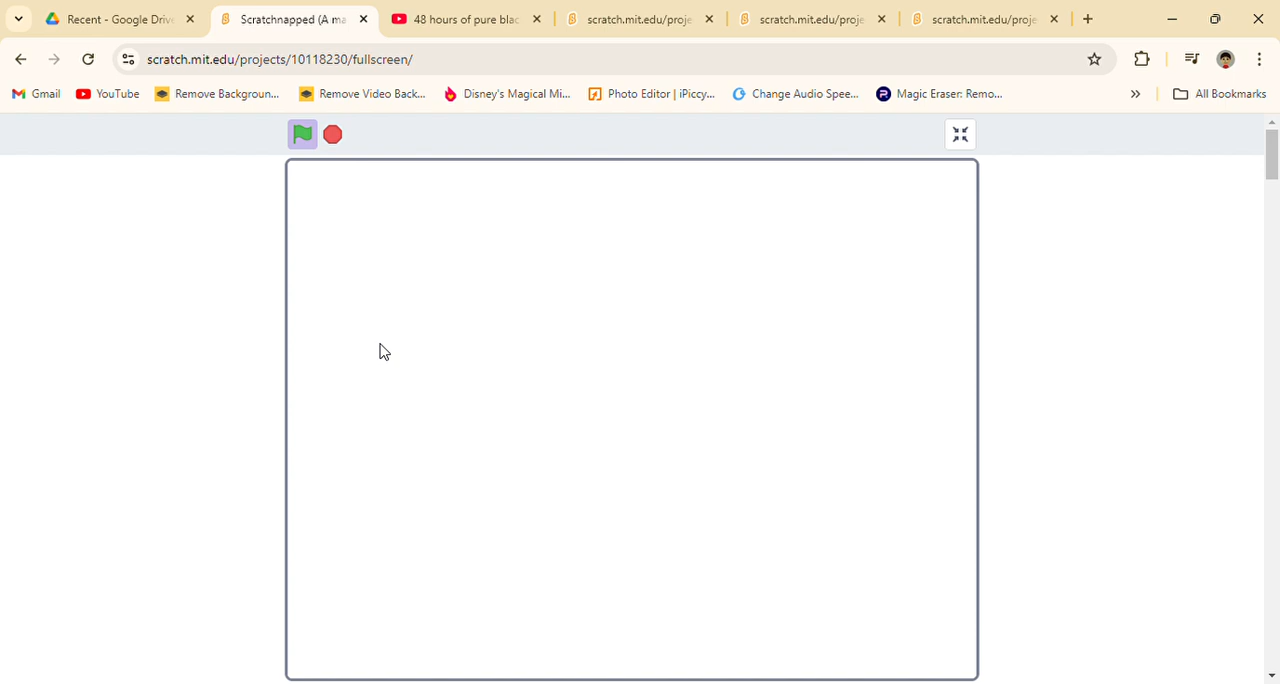 Recent - Google Drive
Scratchnapped (A ma
48 hours of pure blac
scratch.mit.edu/proje
scratch.mit.edu/proje
scratch.mit.edu/proje
scratch.mit.edu/projects/10118230/fullscreen/
Gmail
YouTube
Remove Backgroun...
Remove Video Back...
Disney's Magical Mi...
Photo Editor | iPiccy...
Change Audio Spee...
Magic Eraser: Remo...
All Bookmarks